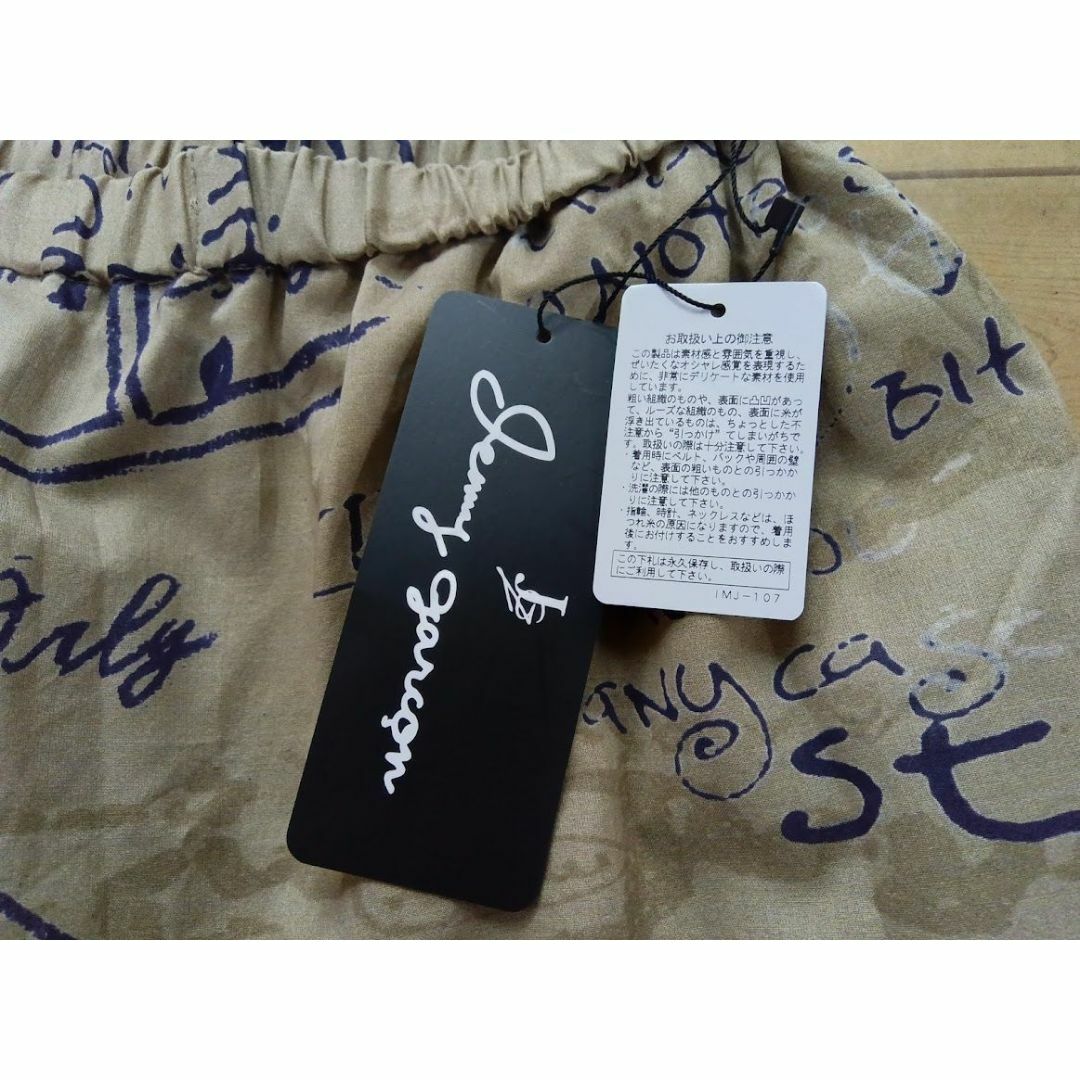 Jenny garçon
お取扱い上の御注意
この製品は素材感と雰囲気を重視し、
ぜいたくなオシャレ感覚を表現するた
めに、非常にデリケートな素材を使用
しています。
粗い組織のものや、表面に凸凹があっ
て、ルーズな組織のもの、表面に糸が
浮き出ているものは、ちょっとした不
注意から“引っかけ”てしまいがちで
す。取扱いの際は十分注意して下さい。
・着用時にベルト、バックや周囲の壁
など、表面の粗いものとの引っかか
りに注意して下さい。
・洗濯の際には他のものとの引っかか
りに注意して下さい。
・指輪、時計、ネックレスなどは、ほ
つれ糸の原因になりますので、着用
後にお付けすることをおすすめしま
す。
この下札は永久保存し、取扱いの際
にご利用して下さい。
IMJ-107
arly
cas
st